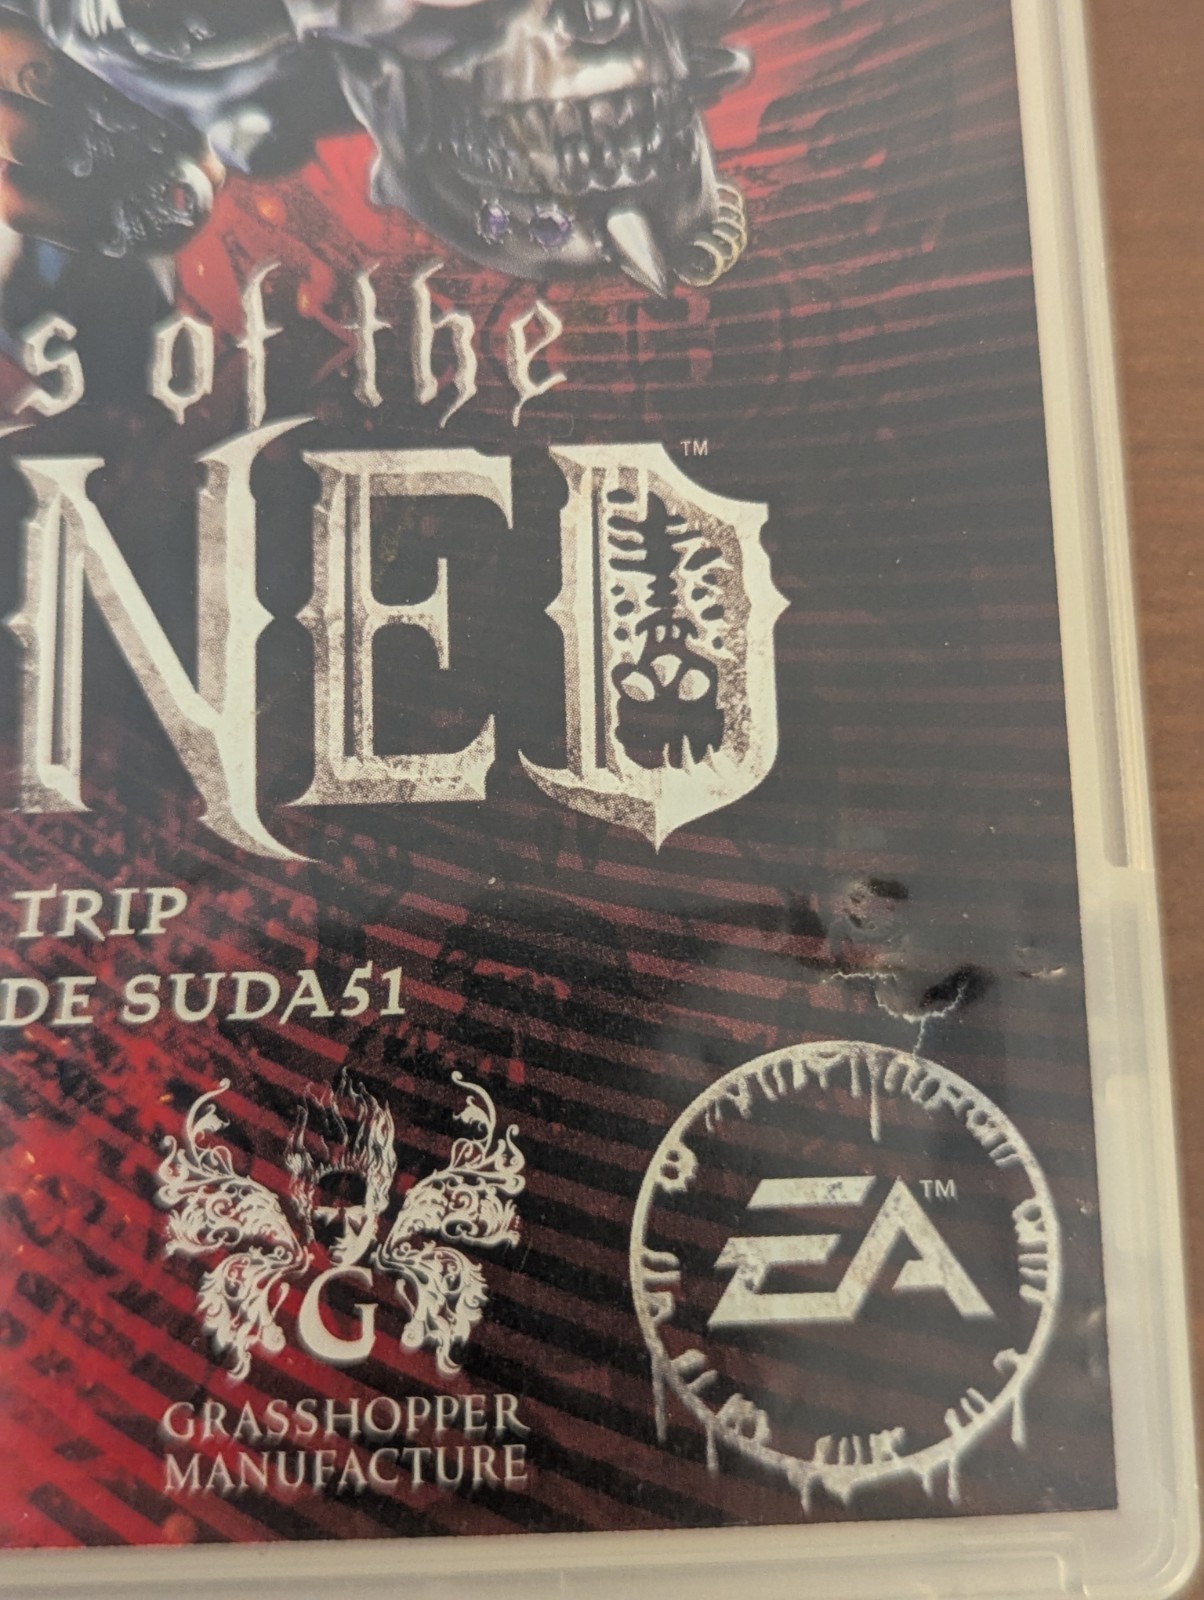 s of the
NED™
TRIP
DE SUDA51
G
GRASSHOPPER
MANUFACTURE
EA™